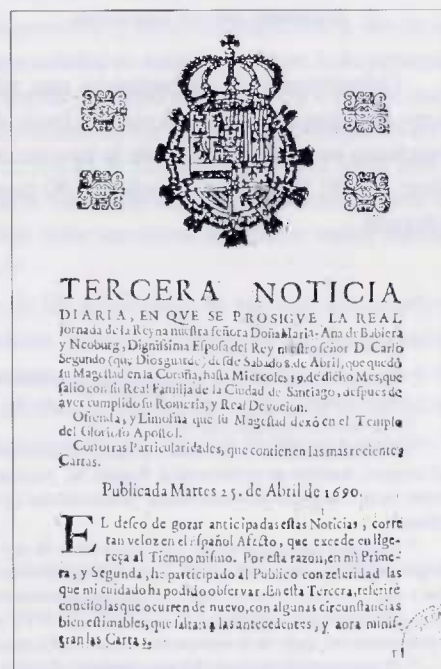 TERCERA NOTICIA
DIARIA, EN QVE SE PROSIGVE LA REAL
jornada de la Reyna nuestra señora Doña Maria-Ana de Babiera
y Neoburg, Dignissima Esposa del Rey nuestro señor D Carlo
Segundo (que Dios guarde) desde Sabado 8. de Abril, que quedò
su Magestad en la Coruña, hasta Miercoles 19. de dicho Mes, que
saliò con su Real Familia de la Ciudad de Santiago, despues de
aver cumplido su Romeria, y Real Devocion.
Ofrenda, y Limosna que su Magestad dexò en el Templo
del Glorioso Apostol.
Con otras Particularidades, que contienen las mas recientes
Cartas.
Publicada Martes 25. de Abril de 1690.
EL deseo de gozar anticipadas estas Noticias, corre
tan veloz en el Español Afecto, que excede en lige-
reça al Tiempo mismo. Por esta razon, en mi Prime-
ra, y Segunda, he participado al Publico con zeleridad las
que mi cuidado ha podido observar. En esta Tercera, referirè
concilo las que ocurren de nuevo, con algunas circunstancias
bien estimables, que faltan a las antecedentes, y aora minis-
tran las Cartas.